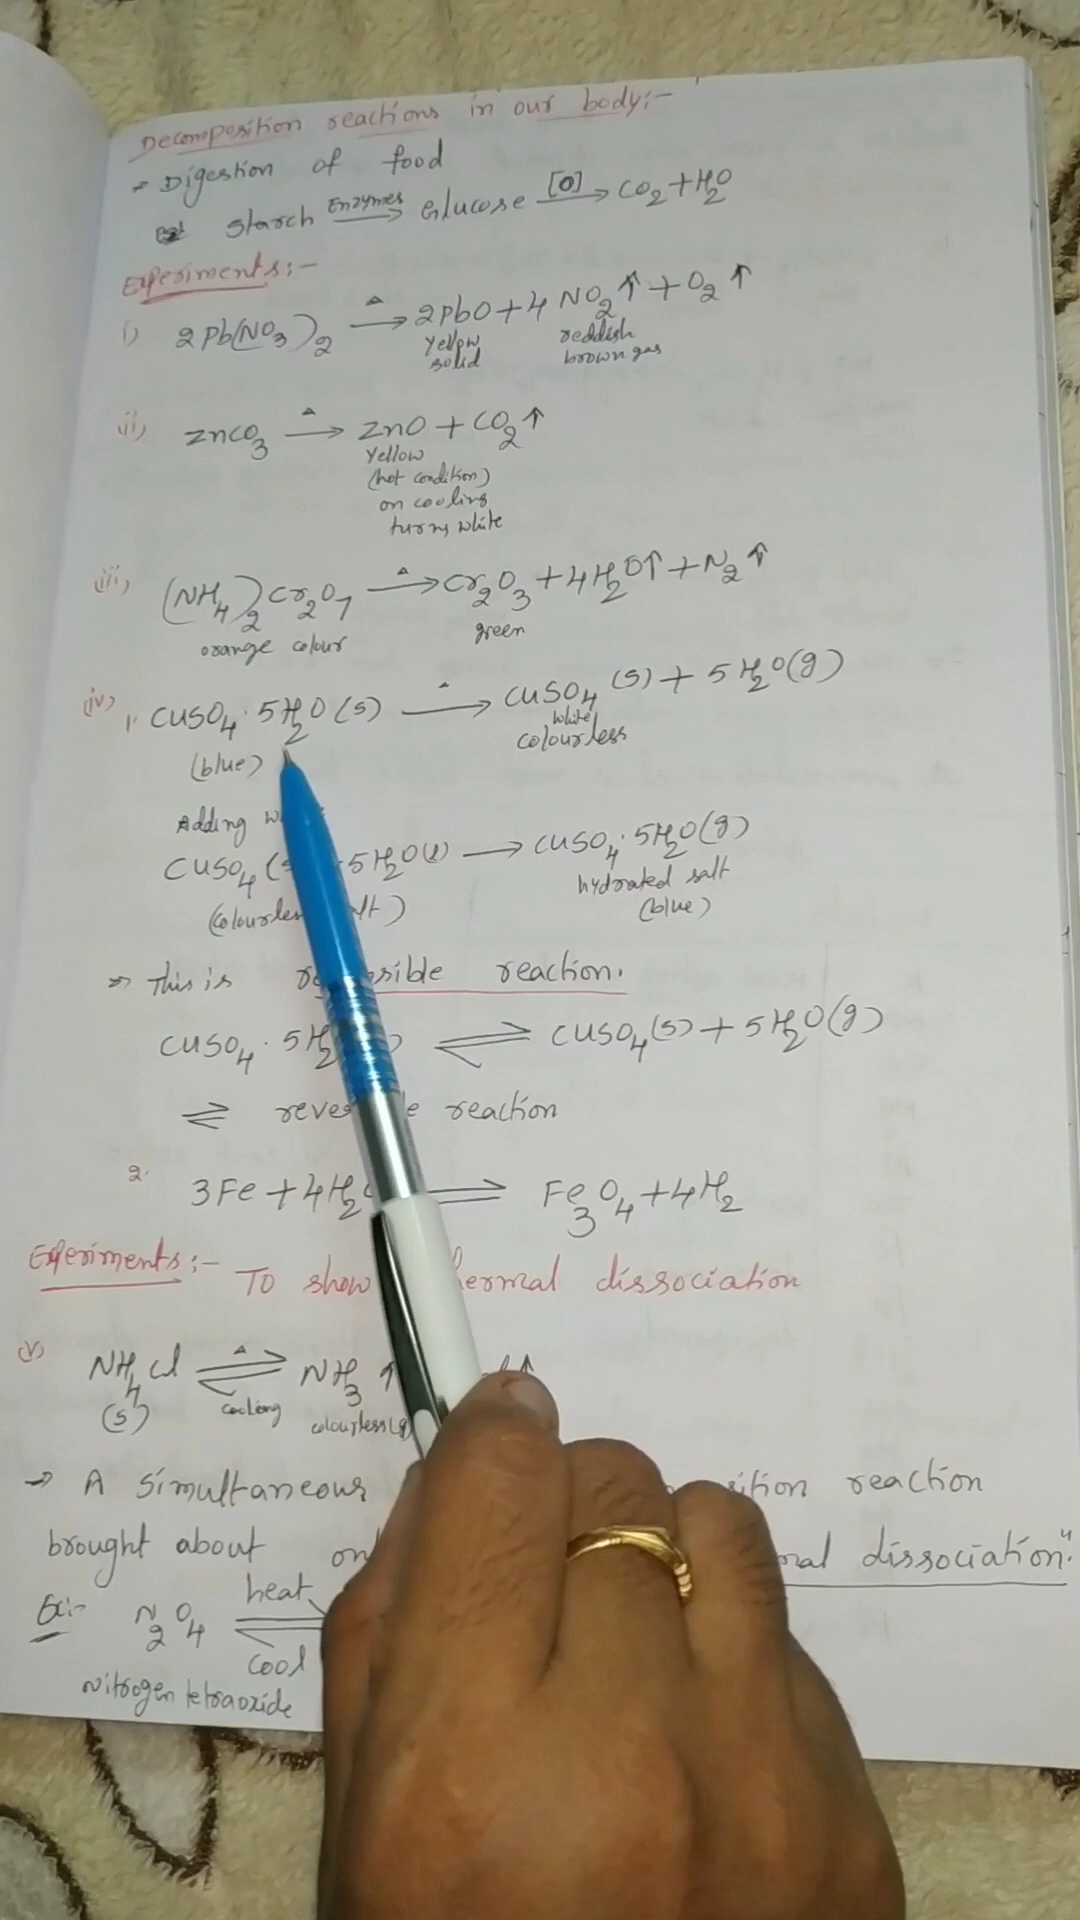 Decomposition reactions in our body:-
→ Digestion of food
Starch Enzymes→ Glucose [O]→ CO2 + H2O
Experiments:-
i) 2Pb(NO3)2 Δ→ 2PbO + 4NO2↑ + O2↑
yellow solid reddish brown gas
ii) ZnCO3 Δ→ ZnO + CO2↑
Yellow
(hot condition)
on cooling
turns white
iii) (NH4)2Cr2O7 Δ→ Cr2O3 + 4H2O↑ + N2↑
orange colour green
iv) 1. CuSO4·5H2O(s) Δ→ CuSO4(s) + 5H2O(g)
white
(blue) colourless
Adding
CuSO4 5H2O(l) → CuSO4·5H2O(g)
hydrated salt
(blue)
⇒ This is reaction.
CuSO4·5H2 ⇌ CuSO4(s) + 5H2O(g)
⇌ reaction
2. 3Fe + 4H2 ⇌ Fe3O4 + 4H2
Experiments:- To show dissociation
(v) NH4Cl Δ⇌ NH3 ↑ ↑
(s) cooling colourless(g)
→ A Simultaneous reaction
brought about dissociation".
Ex:- N2O4 heat ⇌
cool
Nitrogen tetraoxide